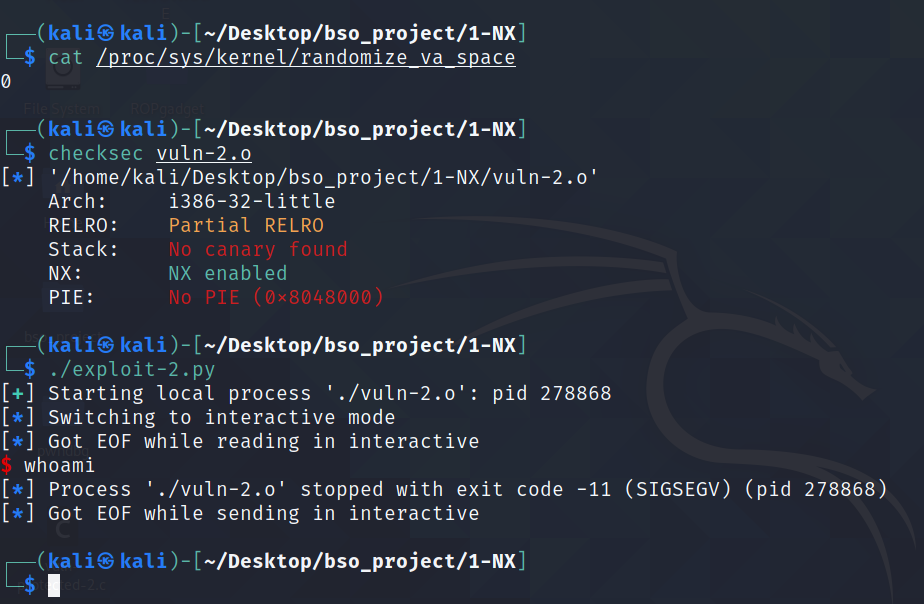 ┌──(kali㉿kali)-[~/Desktop/bso_project/1-NX]
└─$ cat /proc/sys/kernel/randomize_va_space
0
┌──(kali㉿kali)-[~/Desktop/bso_project/1-NX]
└─$ checksec vuln-2.o
[*] '/home/kali/Desktop/bso_project/1-NX/vuln-2.o'
    Arch:     i386-32-little
    RELRO:    Partial RELRO
    Stack:    No canary found
    NX:       NX enabled
    PIE:      No PIE (0x8048000)
┌──(kali㉿kali)-[~/Desktop/bso_project/1-NX]
└─$ ./exploit-2.py
[+] Starting local process './vuln-2.o': pid 278868
[*] Switching to interactive mode
[*] Got EOF while reading in interactive
$ whoami
[*] Process './vuln-2.o' stopped with exit code -11 (SIGSEGV) (pid 278868)
[*] Got EOF while sending in interactive
┌──(kali㉿kali)-[~/Desktop/bso_project/1-NX]
└─$